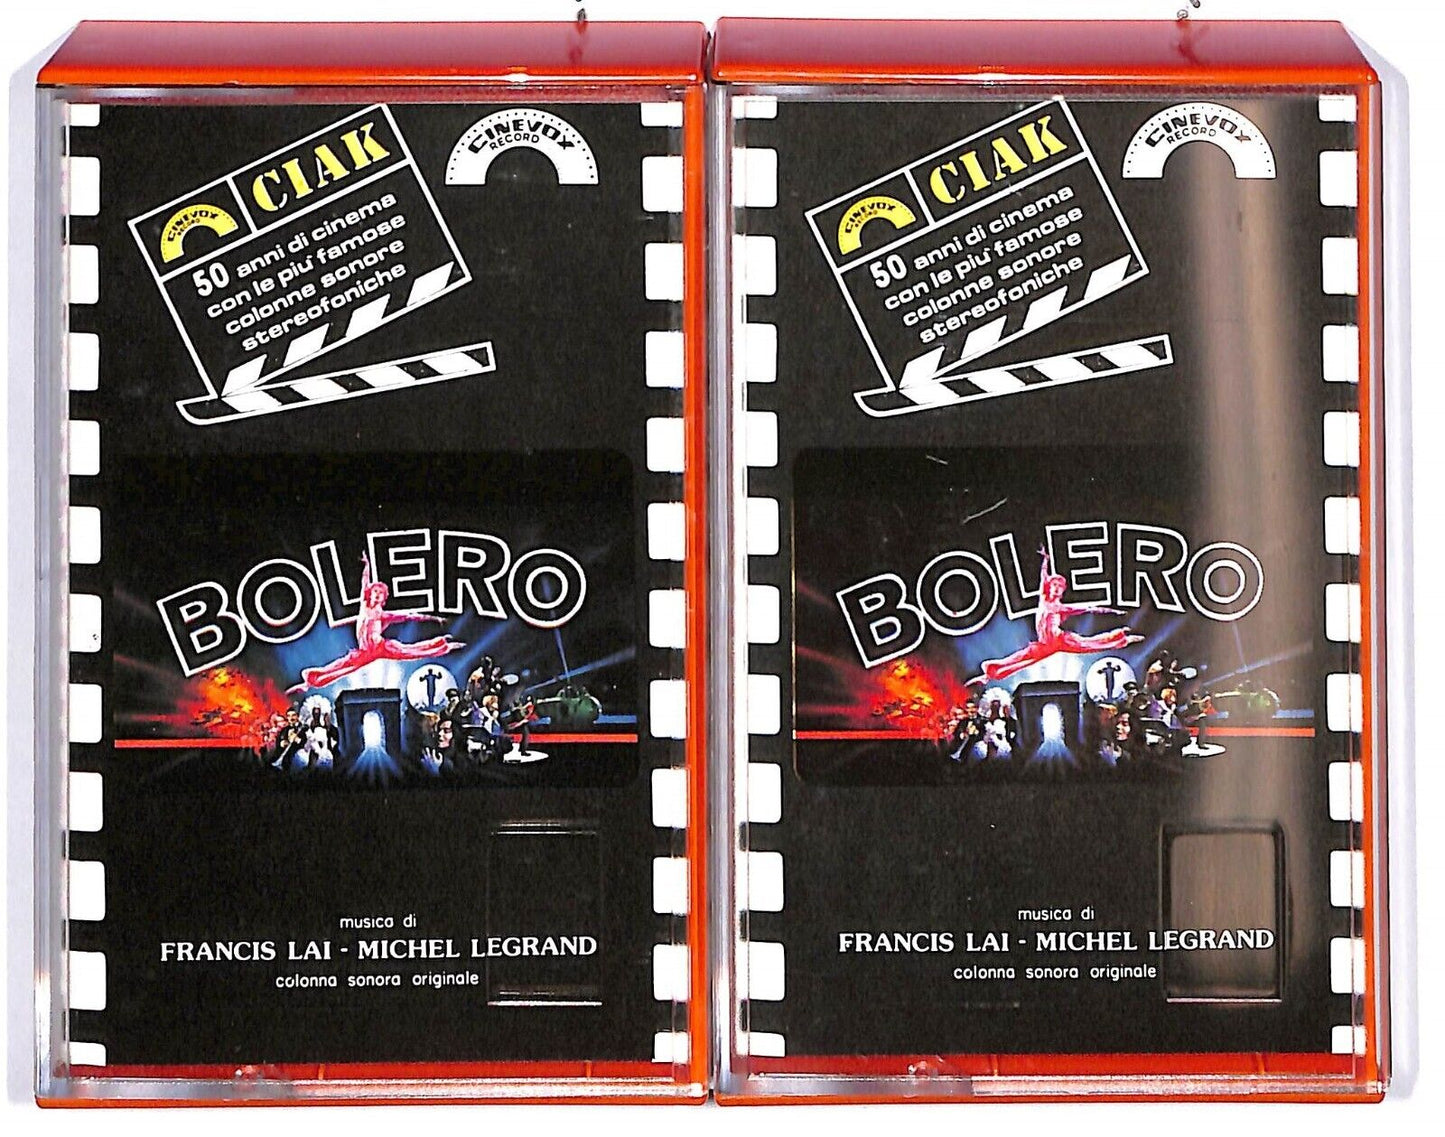 CINEVOX
RECORD
CIAK
CINEVOX
RECORD
50 anni di cinema
con le più famose
colonne sonore
stereofoniche
BOLERO
musica di
FRANCIS LAI - MICHEL LEGRAND
colonna sonora originale
CINEVOX
RECORD
CIAK
CINEVOX
RECORD
50 anni di cinema
con le più famose
colonne sonore
stereofoniche
BOLERO
musica di
FRANCIS LAI - MICHEL LEGRAND
colonna sonora originale